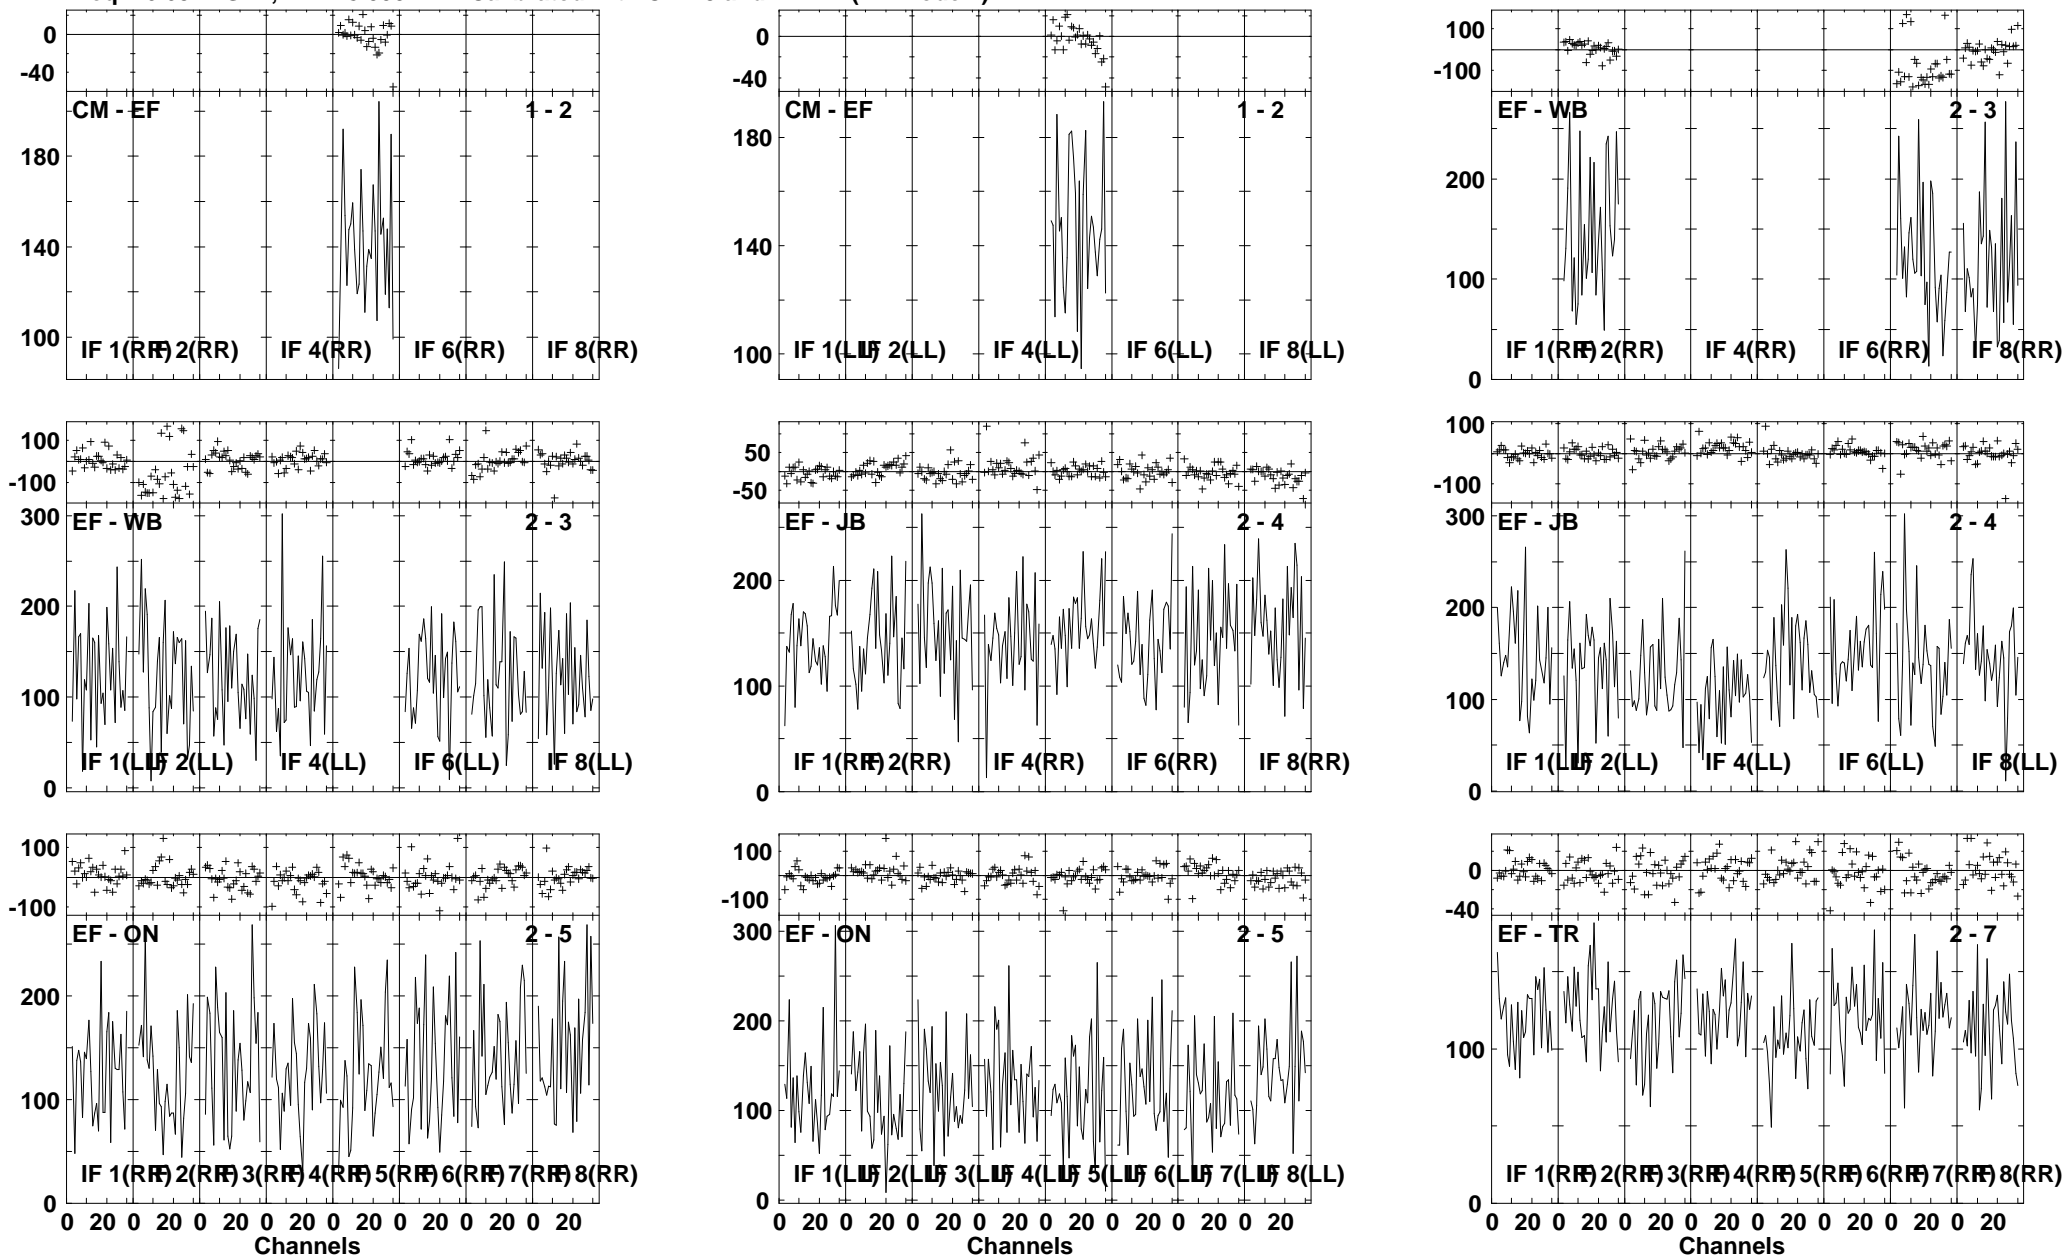 0
-40
CM - EF 1 - 2
180
140
100
IF 1(RR) IF 2(RR) IF 4(RR) IF 6(RR) IF 8(RR)
0
-40
CM - EF 1 - 2
180
140
100
IF 1(LL) IF 2(LL) IF 4(LL) IF 6(LL) IF 8(LL)
100
-100
EF - WB 2 - 3
200
100
0
IF 1(RR) IF 2(RR) IF 4(RR) IF 6(RR) IF 8(RR)
100
-100
300
EF - WB 2 - 3
200
100
0
IF 1(LL) IF 2(LL) IF 4(LL) IF 6(LL) IF 8(LL)
50
-50
EF - JB 2 - 4
200
100
0
IF 1(RR) IF 2(RR) IF 4(RR) IF 6(RR) IF 8(RR)
100
-100
300
EF - JB 2 - 4
200
100
0
IF 1(LL) IF 2(LL) IF 4(LL) IF 6(LL) IF 8(LL)
100
-100
EF - ON 2 - 5
200
100
0
IF 1(RR) IF 2(RR) IF 3(RR) IF 4(RR) IF 5(RR) IF 6(RR) IF 7(RR) IF 8(RR)
0 20 0 20 0 20 0 20 0 20 0 20 0 20 0 20
Channels
100
-100
300
EF - ON 2 - 5
200
100
0
IF 1(LL) IF 2(LL) IF 3(LL) IF 4(LL) IF 5(LL) IF 6(LL) IF 7(LL) IF 8(LL)
0 20 0 20 0 20 0 20 0 20 0 20 0 20 0 20
Channels
0
-40
EF - TR 2 - 7
100
0
IF 1(RR) IF 2(RR) IF 3(RR) IF 4(RR) IF 5(RR) IF 6(RR) IF 7(RR) IF 8(RR)
0 20 0 20 0 20 0 20 0 20 0 20 0 20 0 20
Channels